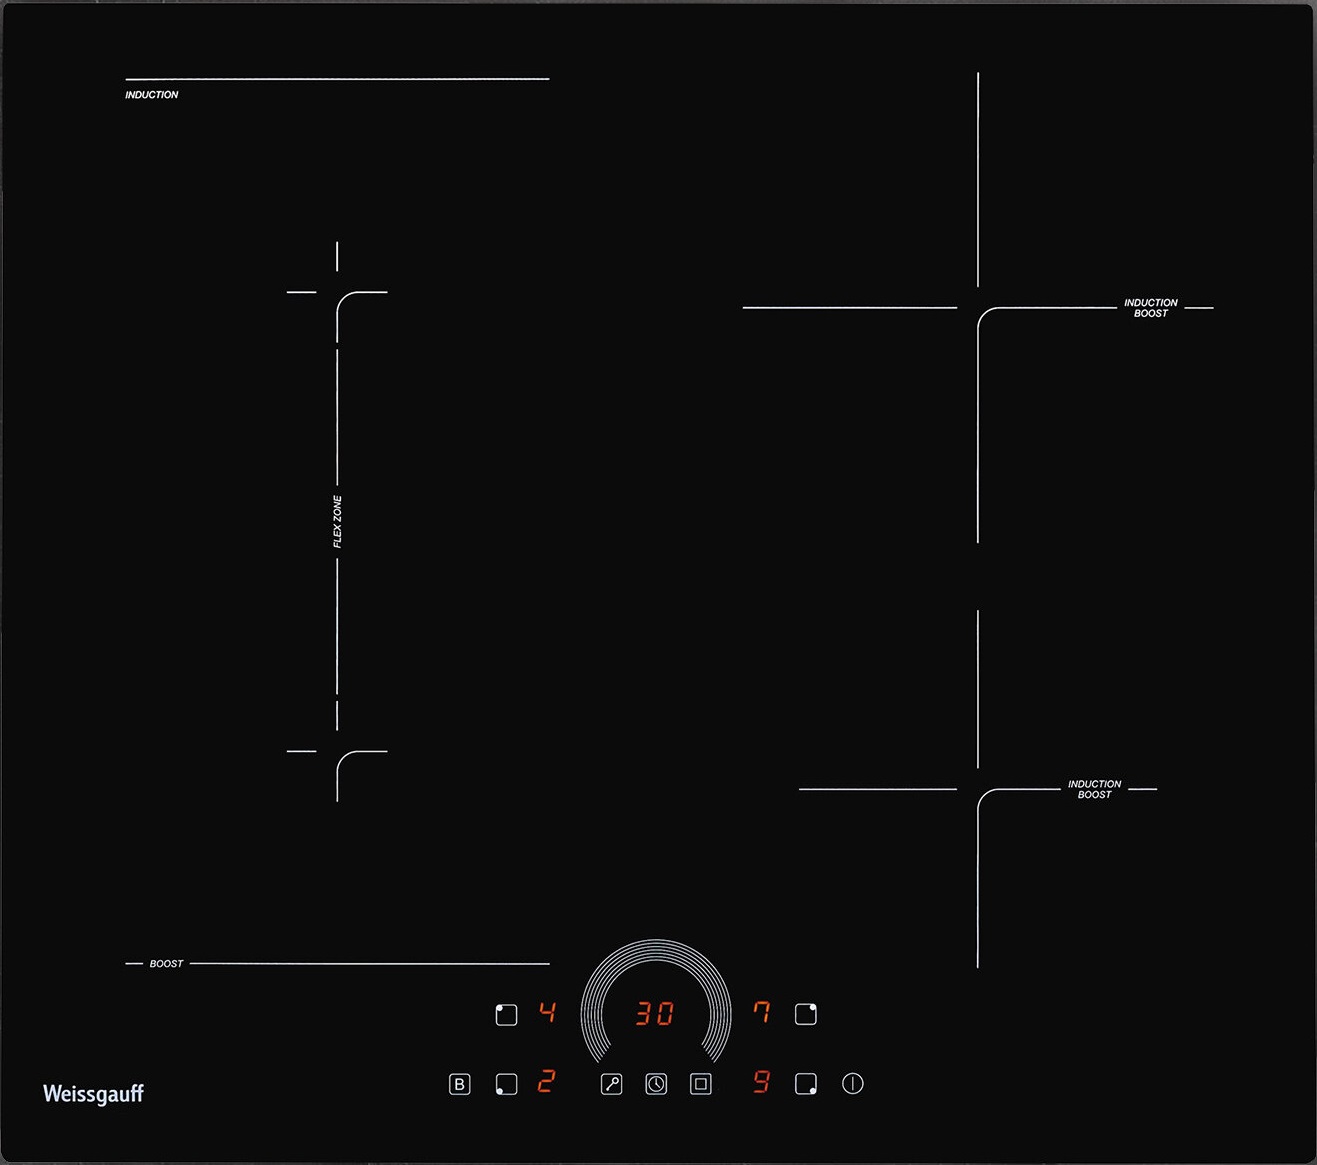 INDUCTION
INDUCTION
BOOST
FLEX ZONE
INDUCTION
BOOST
BOOST
4 30 7
B 2 9
Weissgauff